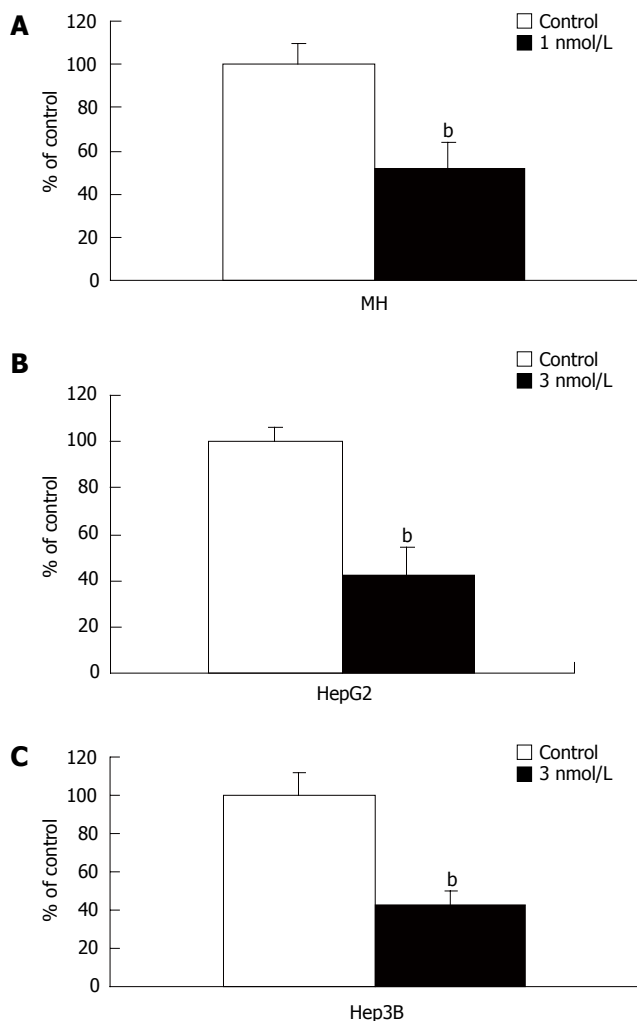 A
Control
1 nmol/L
120
100
80
60
40
20
0
% of control
b
MH
B
Control
3 nmol/L
120
100
80
60
40
20
0
% of control
b
HepG2
C
Control
3 nmol/L
120
100
80
60
40
20
0
% of control
b
Hep3B